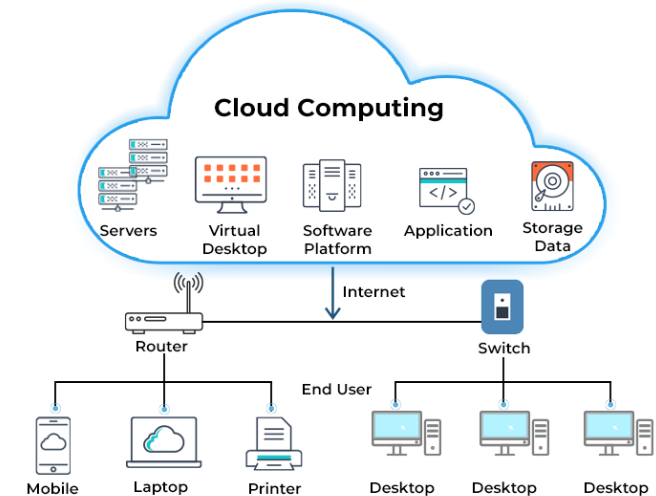 Cloud Computing
Servers
Virtual
Desktop
Software
Platform
Application
Storage
Data
Internet
Router
Switch
End User
Mobile
Laptop
Printer
Desktop
Desktop
Desktop